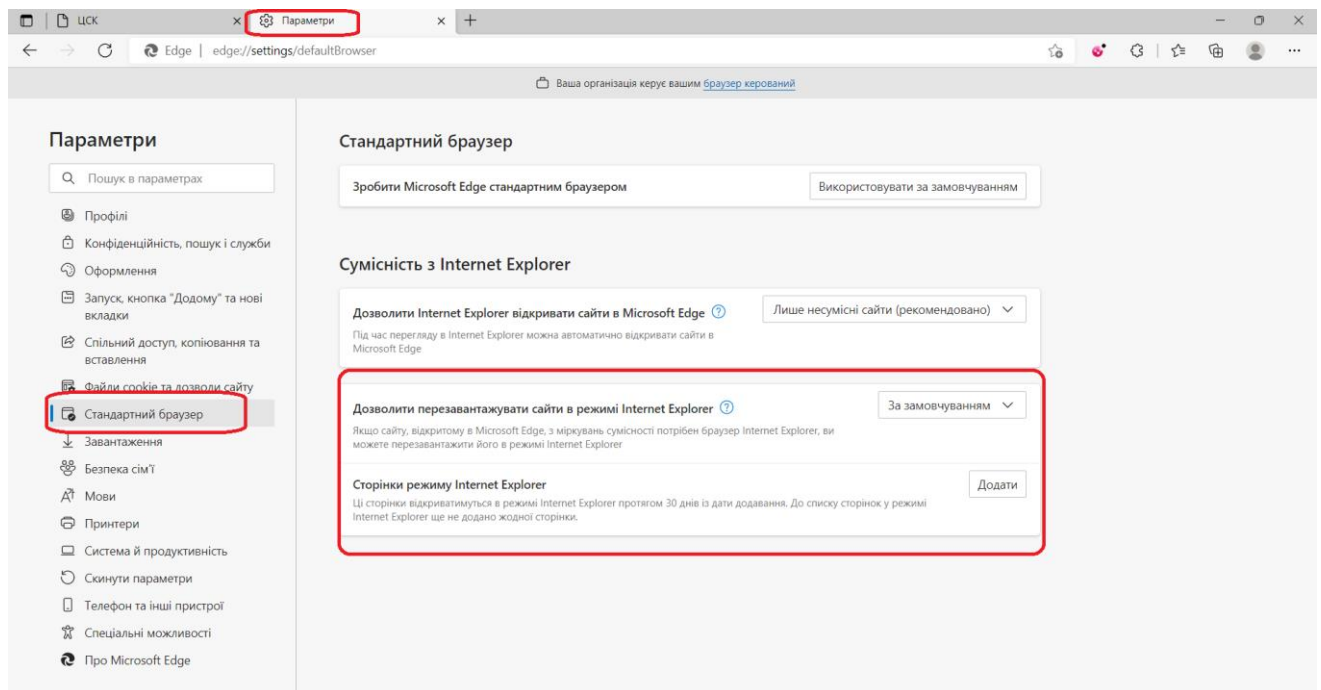 ЦСК
Параметри
Edge | edge://settings/defaultBrowser
Ваша організація керує вашим браузер керований
Параметри
Пошук в параметрах
Профілі
Конфіденційність, пошук і служби
Оформлення
Запуск, кнопка "Додому" та нові
вкладки
Спільний доступ, копіювання та
вставлення
Файли cookie та дозволи сайту
Стандартний браузер
Завантаження
Безпека сім'ї
Мови
Принтери
Система й продуктивність
Скинути параметри
Телефон та інші пристрої
Спеціальні можливості
Про Microsoft Edge
Стандартний браузер
Зробити Microsoft Edge стандартним браузером
Використовувати за замовчуванням
Сумісність з Internet Explorer
Дозволити Internet Explorer відкривати сайти в Microsoft Edge
Лише несумісні сайти (рекомендовано)
Під час перегляду в Internet Explorer можна автоматично відкривати сайти в
Microsoft Edge
Дозволити перезавантажувати сайти в режимі Internet Explorer
За замовчуванням
Якщо сайту, відкритому в Microsoft Edge, з міркувань сумісності потрібен браузер Internet Explorer, ви
можете перезавантажити його в режимі Internet Explorer
Сторінки режиму Internet Explorer
Додати
Ці сторінки відкриватимуться в режимі Internet Explorer протягом 30 днів із дати додавання. До списку сторінок у режимі
Internet Explorer ще не додано жодної сторінки.